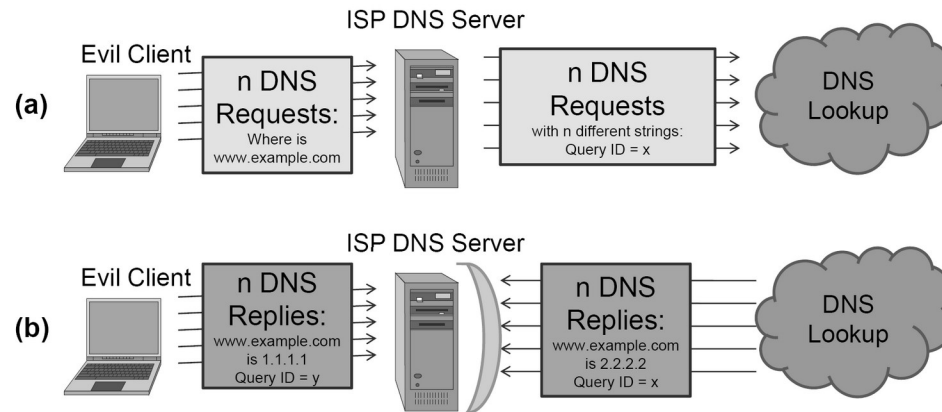 ISP DNS Server
Evil Client
(a)
n DNS
Requests:
Where is
www.example.com
n DNS
Requests
with n different strings:
Query ID = x
DNS
Lookup
ISP DNS Server
Evil Client
(b)
n DNS
Replies:
www.example.com
is 1.1.1.1
Query ID = y
n DNS
Replies:
www.example.com
is 2.2.2.2
Query ID = x
DNS
Lookup